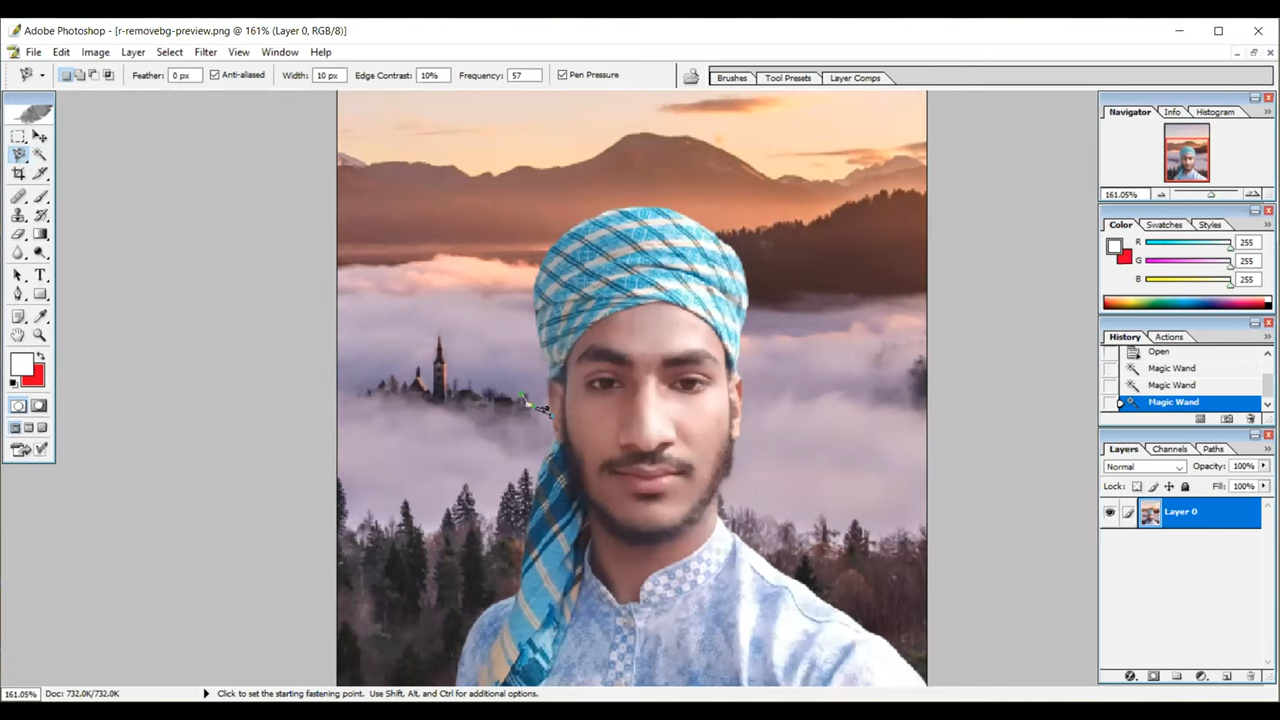 Adobe Photoshop - [r-removebg-preview.png @ 161% (Layer 0, RGB/8)]
File Edit Image Layer Select Filter View Window Help
Feather: 0 px Anti-aliased Width: 10 px Edge Contrast: 10% Frequency: 57 Pen Pressure Brushes Tool Presets Layer Comps
Navigator Info Histogram
161.05%
Color Swatches Styles
R 255
G 255
B 255
History Actions
Open
Magic Wand
Magic Wand
Magic Wand
Layers Channels Paths
Normal Opacity: 100%
Lock: Fill: 100%
Layer 0
161.05% Doc: 732.0K/732.0K Click to set the starting fastening point. Use Shift, Alt, and Ctrl for additional options.